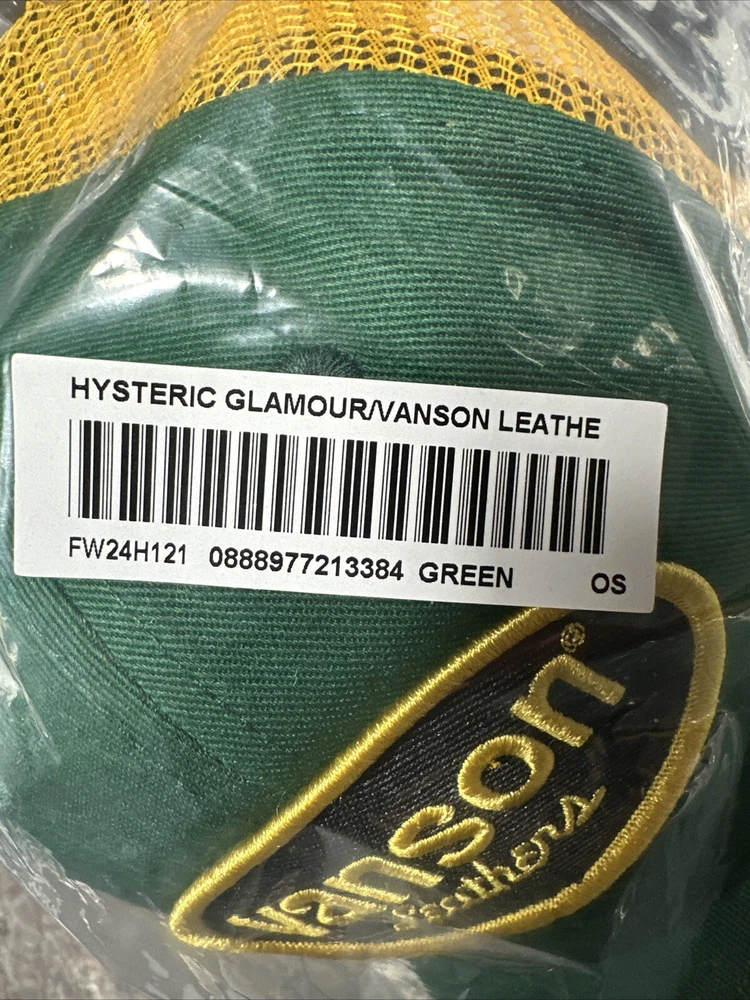 HYSTERIC GLAMOUR/VANSON LEATHE
FW24H121 0888977213384 GREEN OS
vanson®
leathers